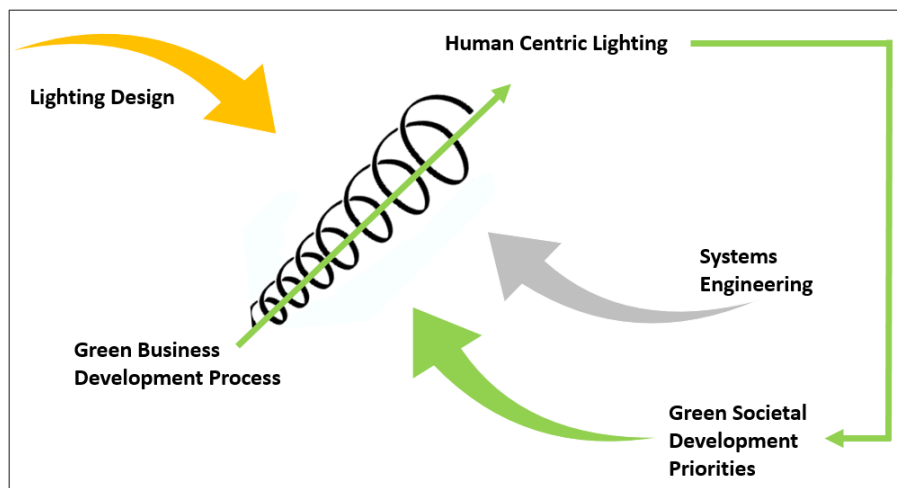 Human Centric Lighting
Lighting Design
Systems
Engineering
Green Business
Development Process
Green Societal
Development
Priorities